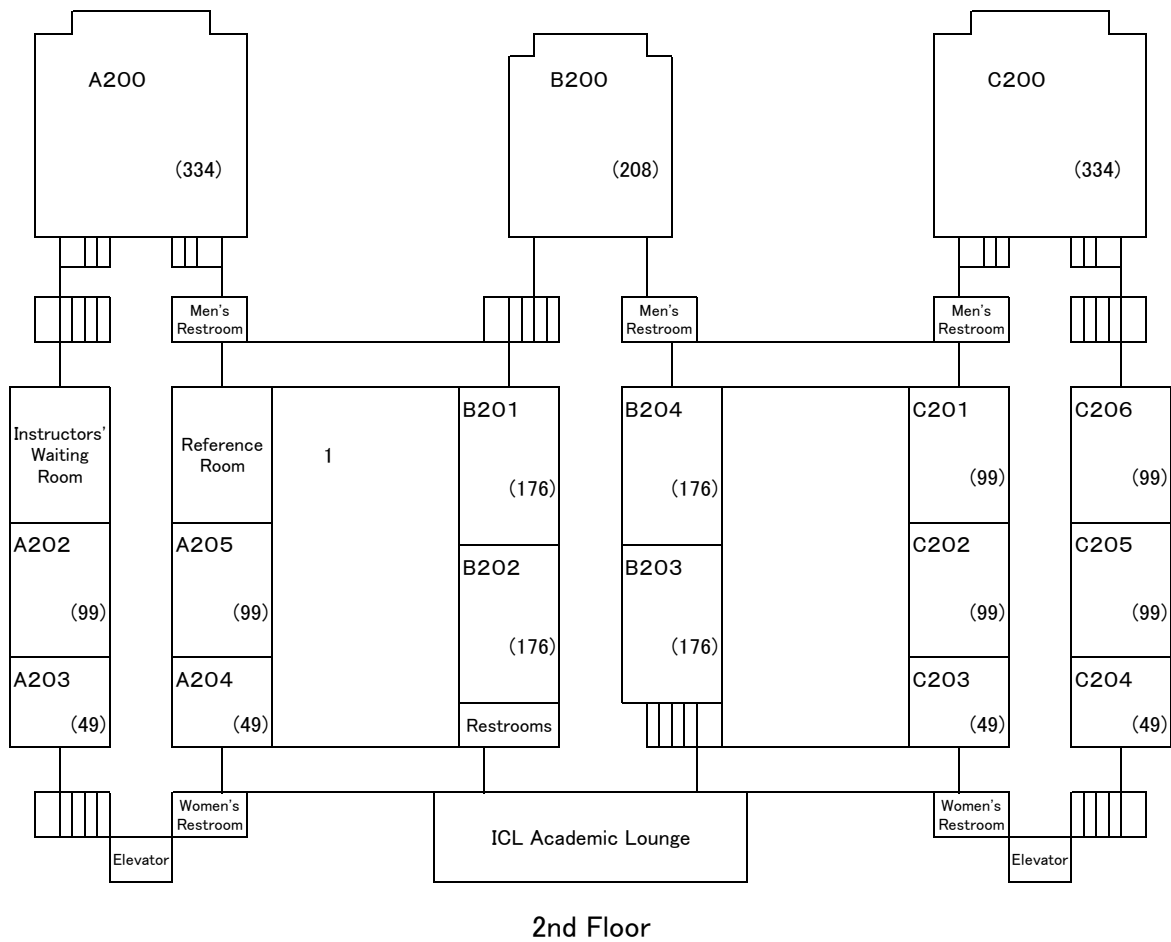 A200
(334)
B200
(208)
C200
(334)
Men's
Restroom
Men's
Restroom
Men's
Restroom
Instructors'
Waiting
Room
Reference
Room
1
B201
(176)
B204
(176)
C201
(99)
C206
(99)
A202
(99)
A205
(99)
B202
(176)
B203
(176)
C202
(99)
C205
(99)
A203
(49)
A204
(49)
Restrooms
C203
(49)
C204
(49)
Women's
Restroom
ICL Academic Lounge
Women's
Restroom
Elevator
Elevator
2nd Floor